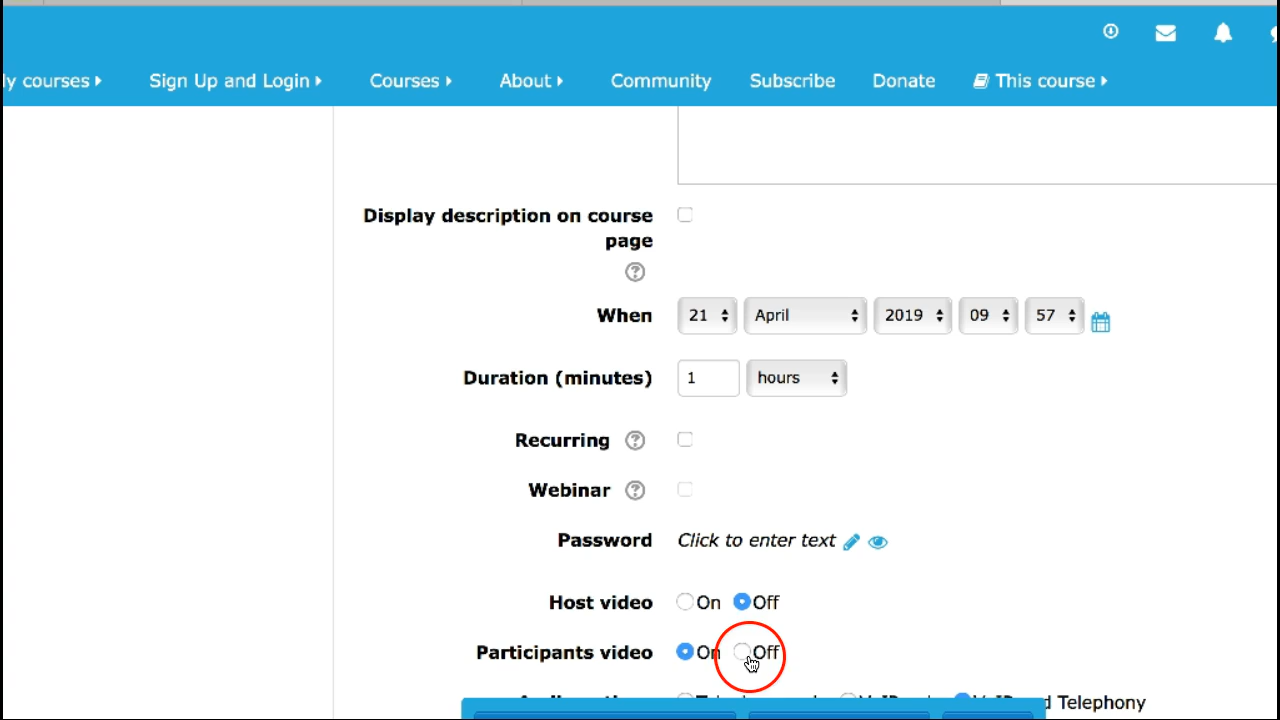 y courses
Sign Up and Login
Courses
About
Community
Subscribe
Donate
This course
Display description on course
page
When 21 April 2019 09 57
Duration (minutes) 1 hours
Recurring
Webinar
Password Click to enter text
Host video On Off
Participants video On Off
d Telephony